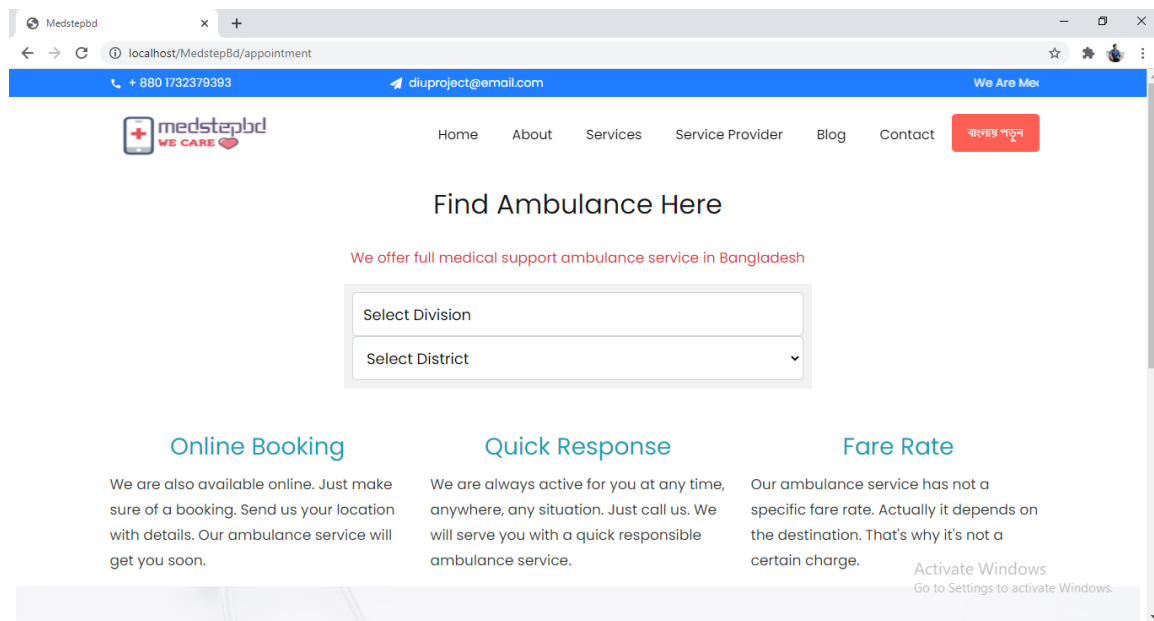 Medstepbd
localhost/MedstepBd/appointment
+ 880 1732379393
diuproject@email.com
We Are Med
medstepbd
WE CARE
Home
About
Services
Service Provider
Blog
Contact
বাংলায় পড়ুন
Find Ambulance Here
We offer full medical support ambulance service in Bangladesh
Select Division
Select District
Online Booking
We are also available online. Just make
sure of a booking. Send us your location
with details. Our ambulance service will
get you soon.
Quick Response
We are always active for you at any time,
anywhere, any situation. Just call us. We
will serve you with a quick responsible
ambulance service.
Fare Rate
Our ambulance service has not a
specific fare rate. Actually it depends on
the destination. That's why it's not a
certain charge.
Activate Windows
Go to Settings to activate Windows.